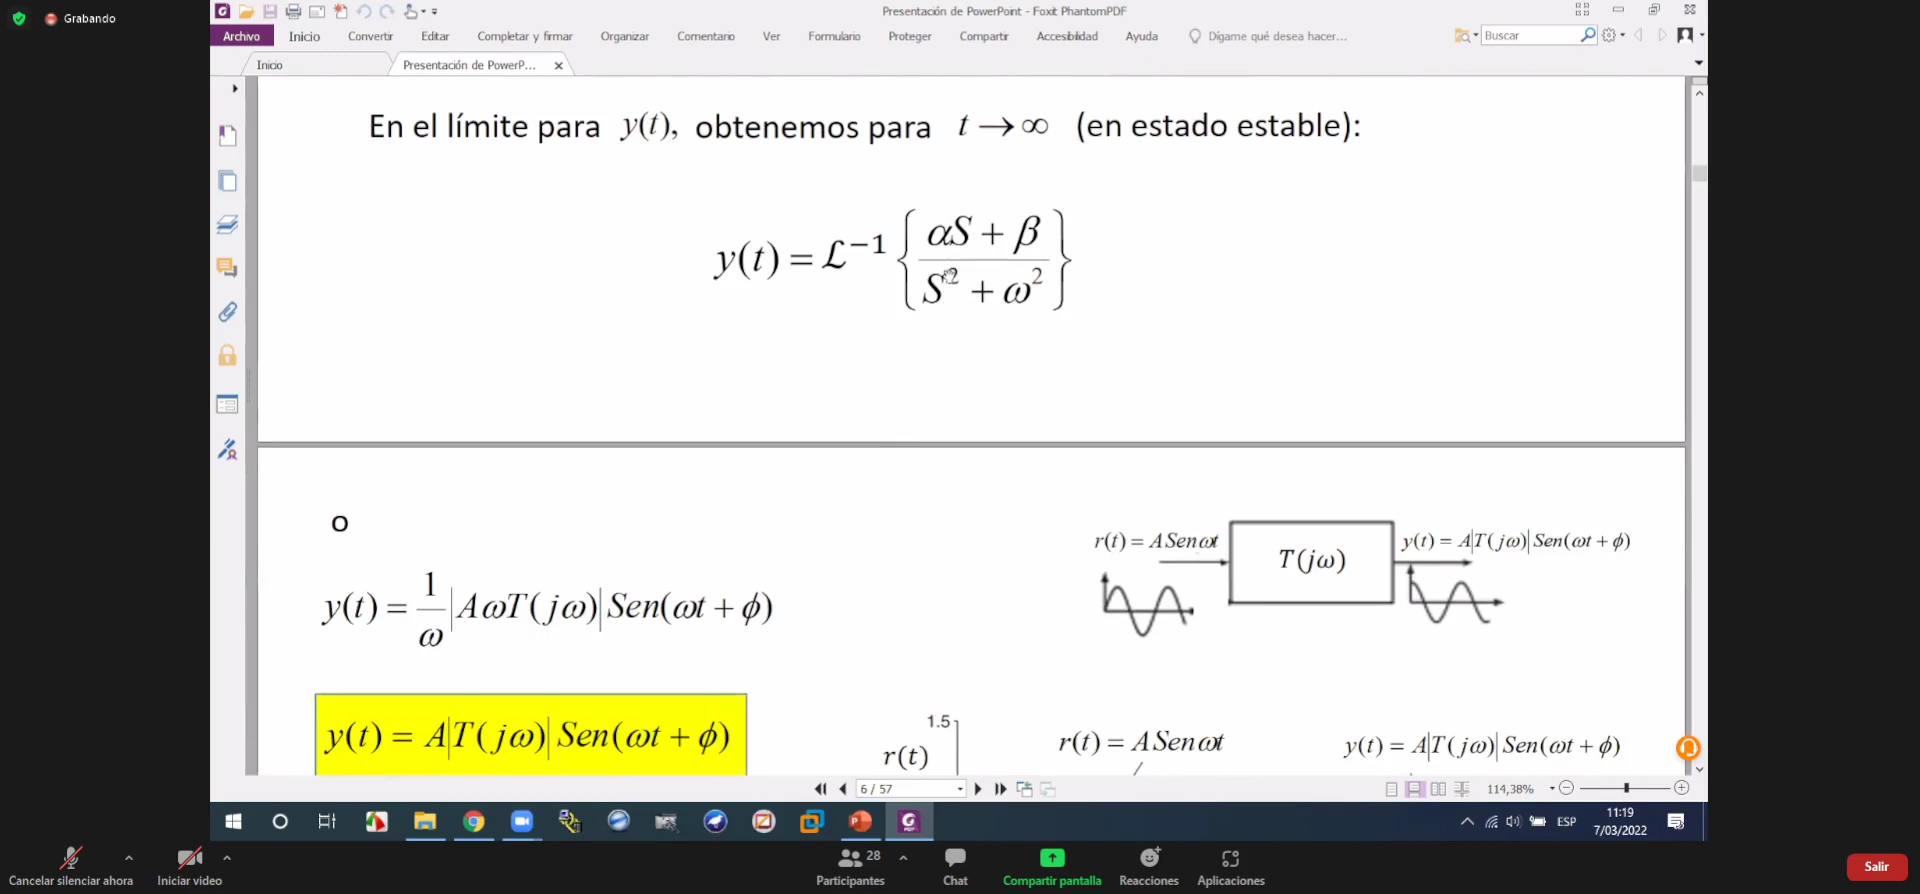 Grabando
Presentación de PowerPoint - Foxit PhantomPDF
Archivo Inicio Convertir Editar Completar y firmar Organizar Comentario Ver Formulario Proteger Compartir Accesibilidad Ayuda Dígame qué desea hacer... Buscar
Inicio Presentación de PowerP...
En el límite para y(t), obtenemos para t → ∞ (en estado estable):
y(t) = ℒ⁻¹ { (αS + β) / (S² + ω²) }
o
r(t) = A Sen ωt T(jω) y(t) = A|T(jω)| Sen(ωt + ϕ)
y(t) = 1/ω |AωT(jω)| Sen(ωt + ϕ)
y(t) = A|T(jω)| Sen(ωt + ϕ)
1.5
r(t)
r(t) = A Sen ωt
y(t) = A|T(jω)| Sen(ωt + ϕ)
6 / 57 114,38%
ESP 11:19
7/03/2022
Cancelar silenciar ahora Iniciar video Participantes 28 Chat Compartir pantalla Reacciones Aplicaciones Salir